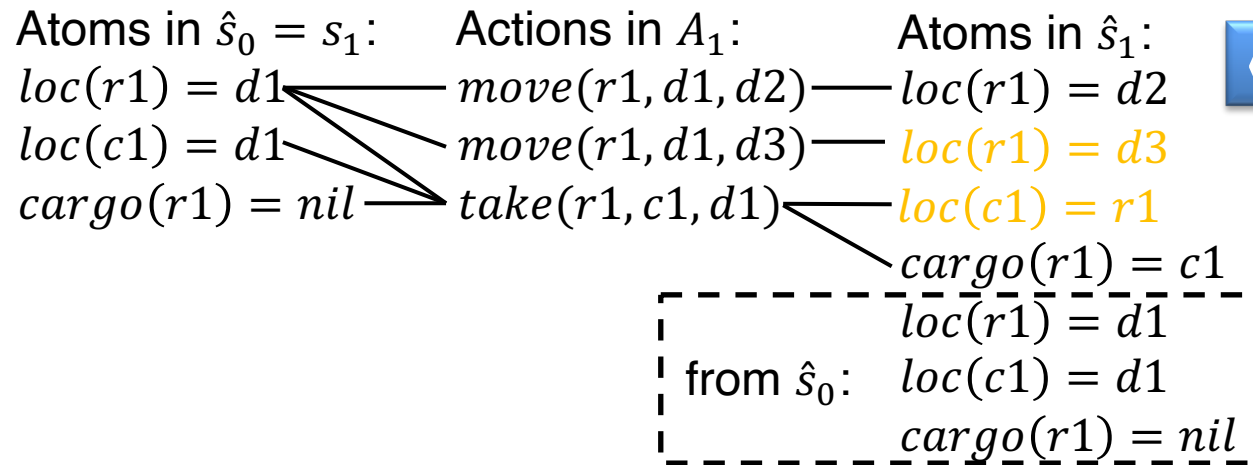 Atoms in ŝ₀ = s₁: Actions in A₁: Atoms in ŝ₁:
loc(r1) = d1 move(r1, d1, d2) loc(r1) = d2
loc(c1) = d1 move(r1, d1, d3) loc(r1) = d3
cargo(r1) = nil take(r1, c1, d1) loc(c1) = r1
cargo(r1) = c1
loc(r1) = d1
from ŝ₀: loc(c1) = d1
cargo(r1) = nil